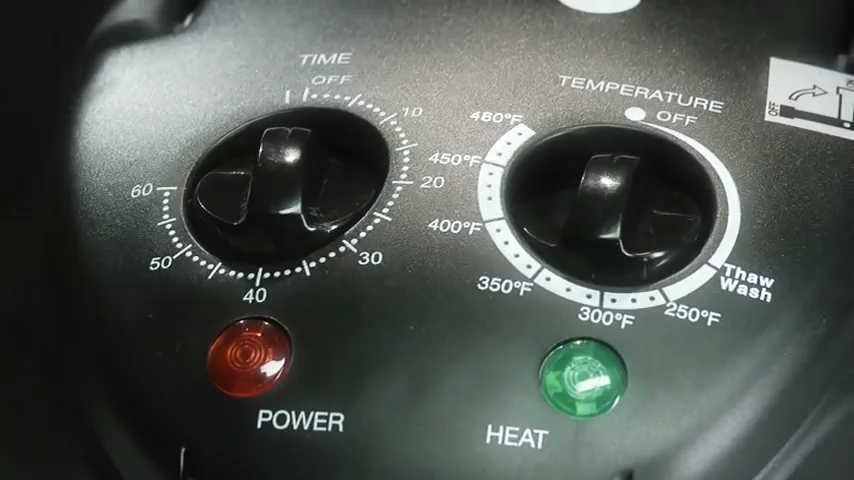 TIME
OFF
10
20
30
40
50
60
POWER
TEMPERATURE
OFF
480°F
450°F
400°F
350°F
300°F
250°F
Thaw
Wash
HEAT
OFF